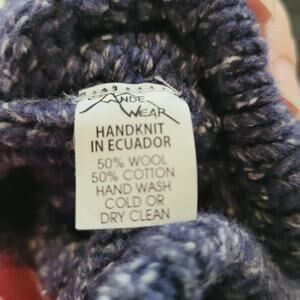 ANDE
WEAR
HANDKNIT
IN ECUADOR
50% WOOL
50% COTTON
HAND WASH
COLD OR
DRY CLEAN